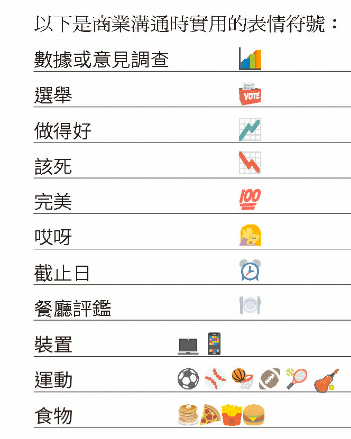 以下是商業溝通時實用的表情符號：
數據或意見調查
選舉 VOTE
做得好
該死
完美 100
哎呀
截止日
餐廳評鑑
裝置
運動
食物